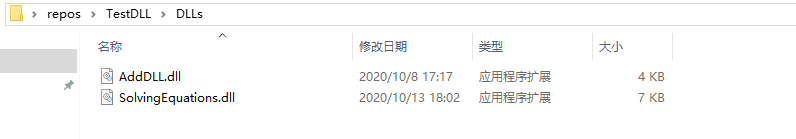 repos > TestDLL > DLLs
名称 修改日期 类型 大小
AddDLL.dll 2020/10/8 17:17 应用程序扩展 4 KB
SolvingEquations.dll 2020/10/13 18:02 应用程序扩展 7 KB